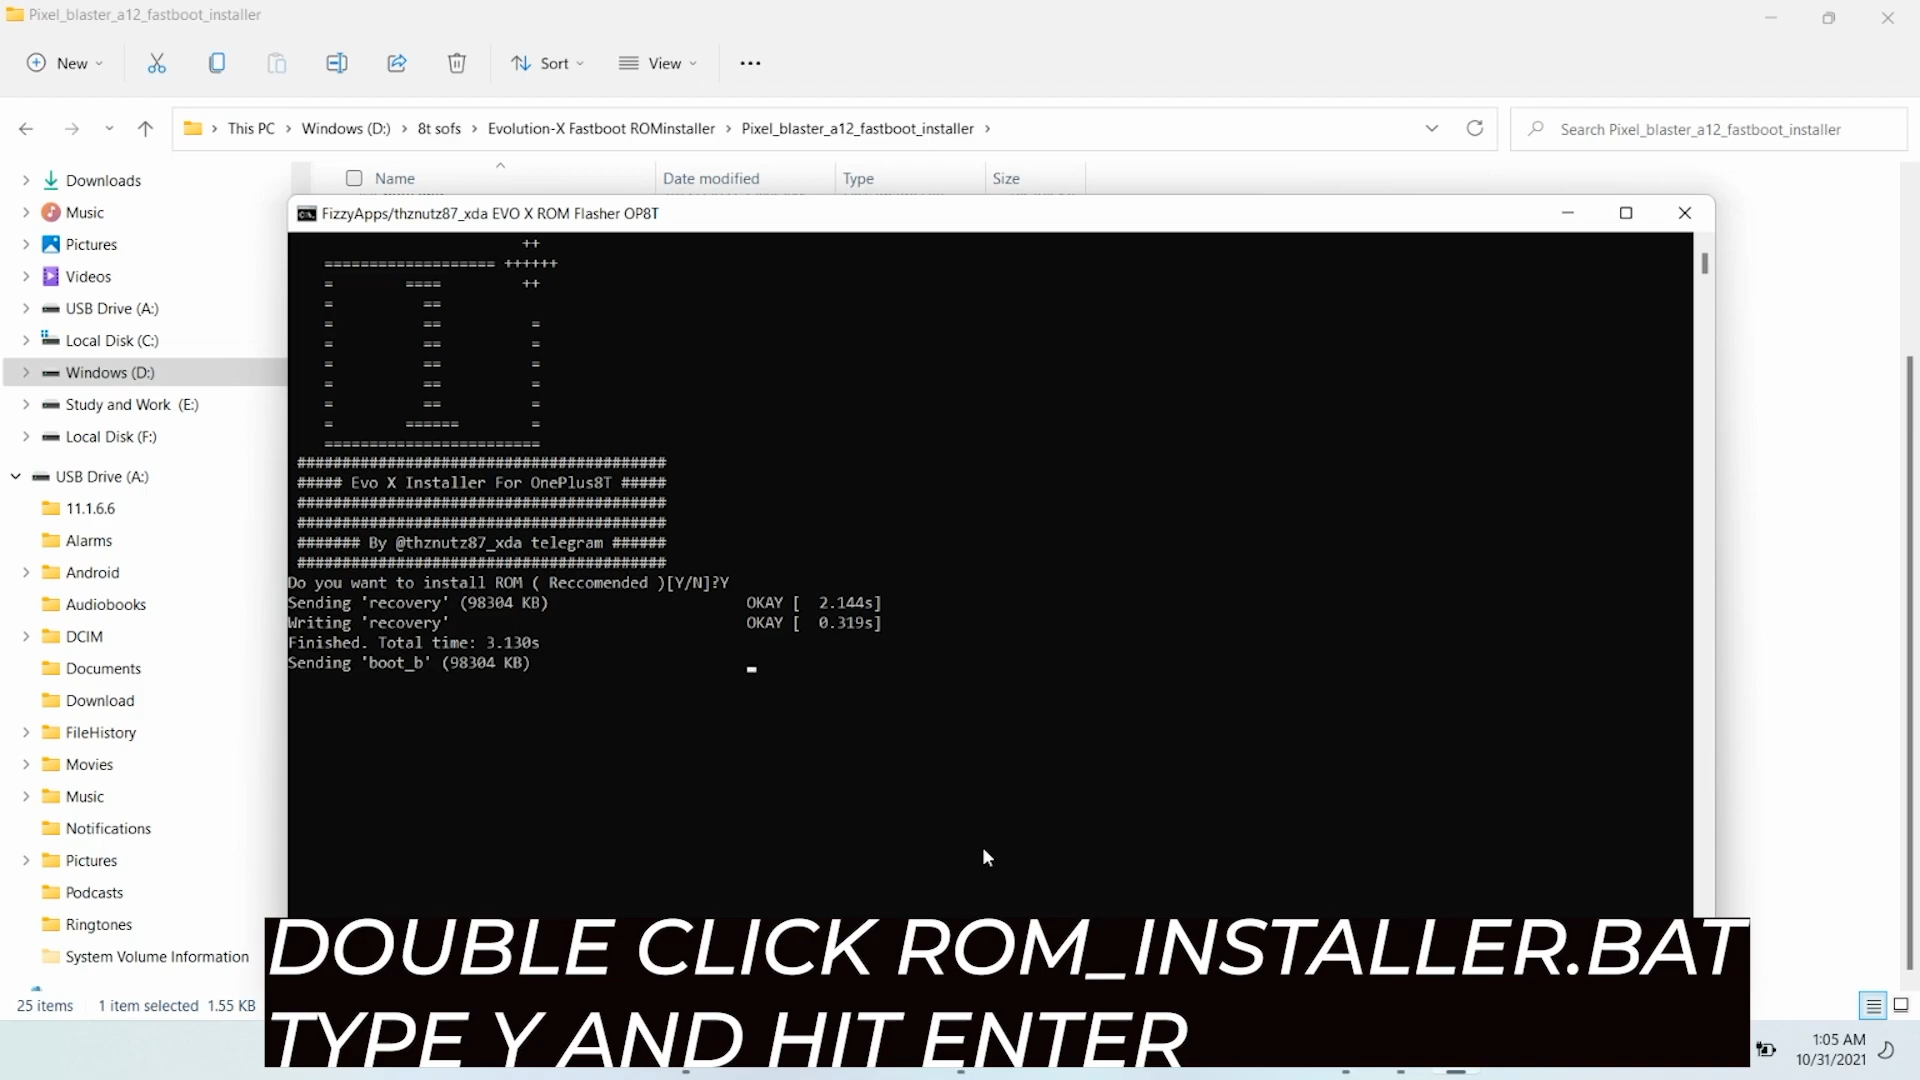 Pixel_blaster_a12_fastboot_installer
New
Sort
View
This PC > Windows (D:) > 8t sofs > Evolution-X Fastboot ROMinstaller > Pixel_blaster_a12_fastboot_installer >
Search Pixel_blaster_a12_fastboot_installer
Name Date modified Type Size
Downloads
Music
Pictures
Videos
USB Drive (A:)
Local Disk (C:)
Windows (D:)
Study and Work (E:)
Local Disk (F:)
USB Drive (A:)
11.1.6.6
Alarms
Android
Audiobooks
DCIM
Documents
Download
FileHistory
Movies
Music
Notifications
Pictures
Podcasts
Ringtones
System Volume Information
25 items 1 item selected 1.55 KB
FizzyApps/thznutz87_xda EVO X ROM Flasher OP8T
++
=================== ++++++
= ==== ++
= ==
= == =
= == =
= == =
= == =
= == =
= ====== =
========================
#########################################
##### Evo X Installer For OnePlus8T #####
#########################################
#########################################
####### By @thznutz87_xda telegram ######
#########################################
Do you want to install ROM ( Reccomended )[Y/N]?Y
Sending 'recovery' (98304 KB) OKAY [ 2.144s]
Writing 'recovery' OKAY [ 0.319s]
Finished. Total time: 3.130s
Sending 'boot_b' (98304 KB)
DOUBLE CLICK ROM_INSTALLER.BAT
TYPE Y AND HIT ENTER
1:05 AM
10/31/2021